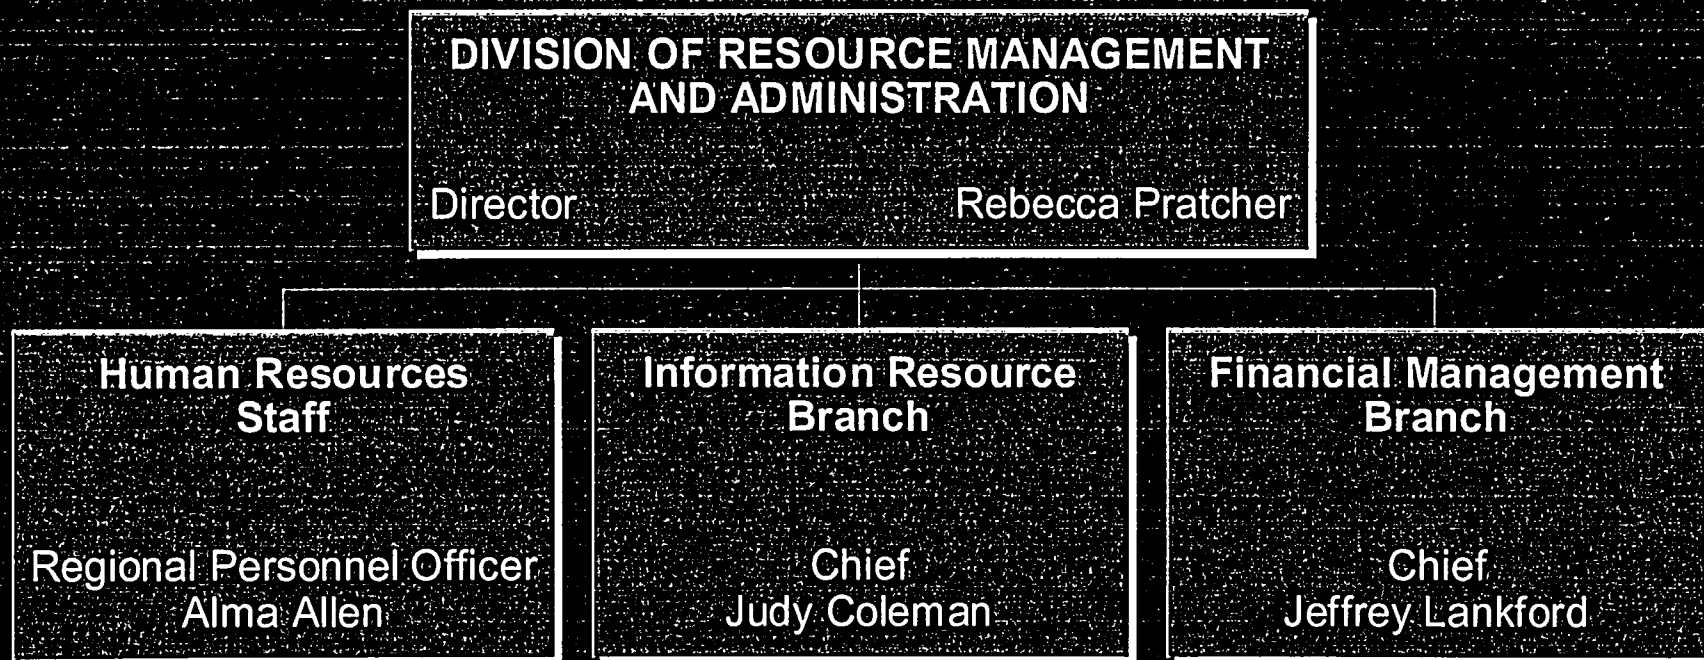 DIVISION OF RESOURCE MANAGEMENT
AND ADMINISTRATION
Director Rebecca Pratcher
Human Resources
Staff
Regional Personnel Officer
Alma Allen
Information Resource
Branch
Chief
Judy Coleman
Financial Management
Branch
Chief
Jeffrey Lankford